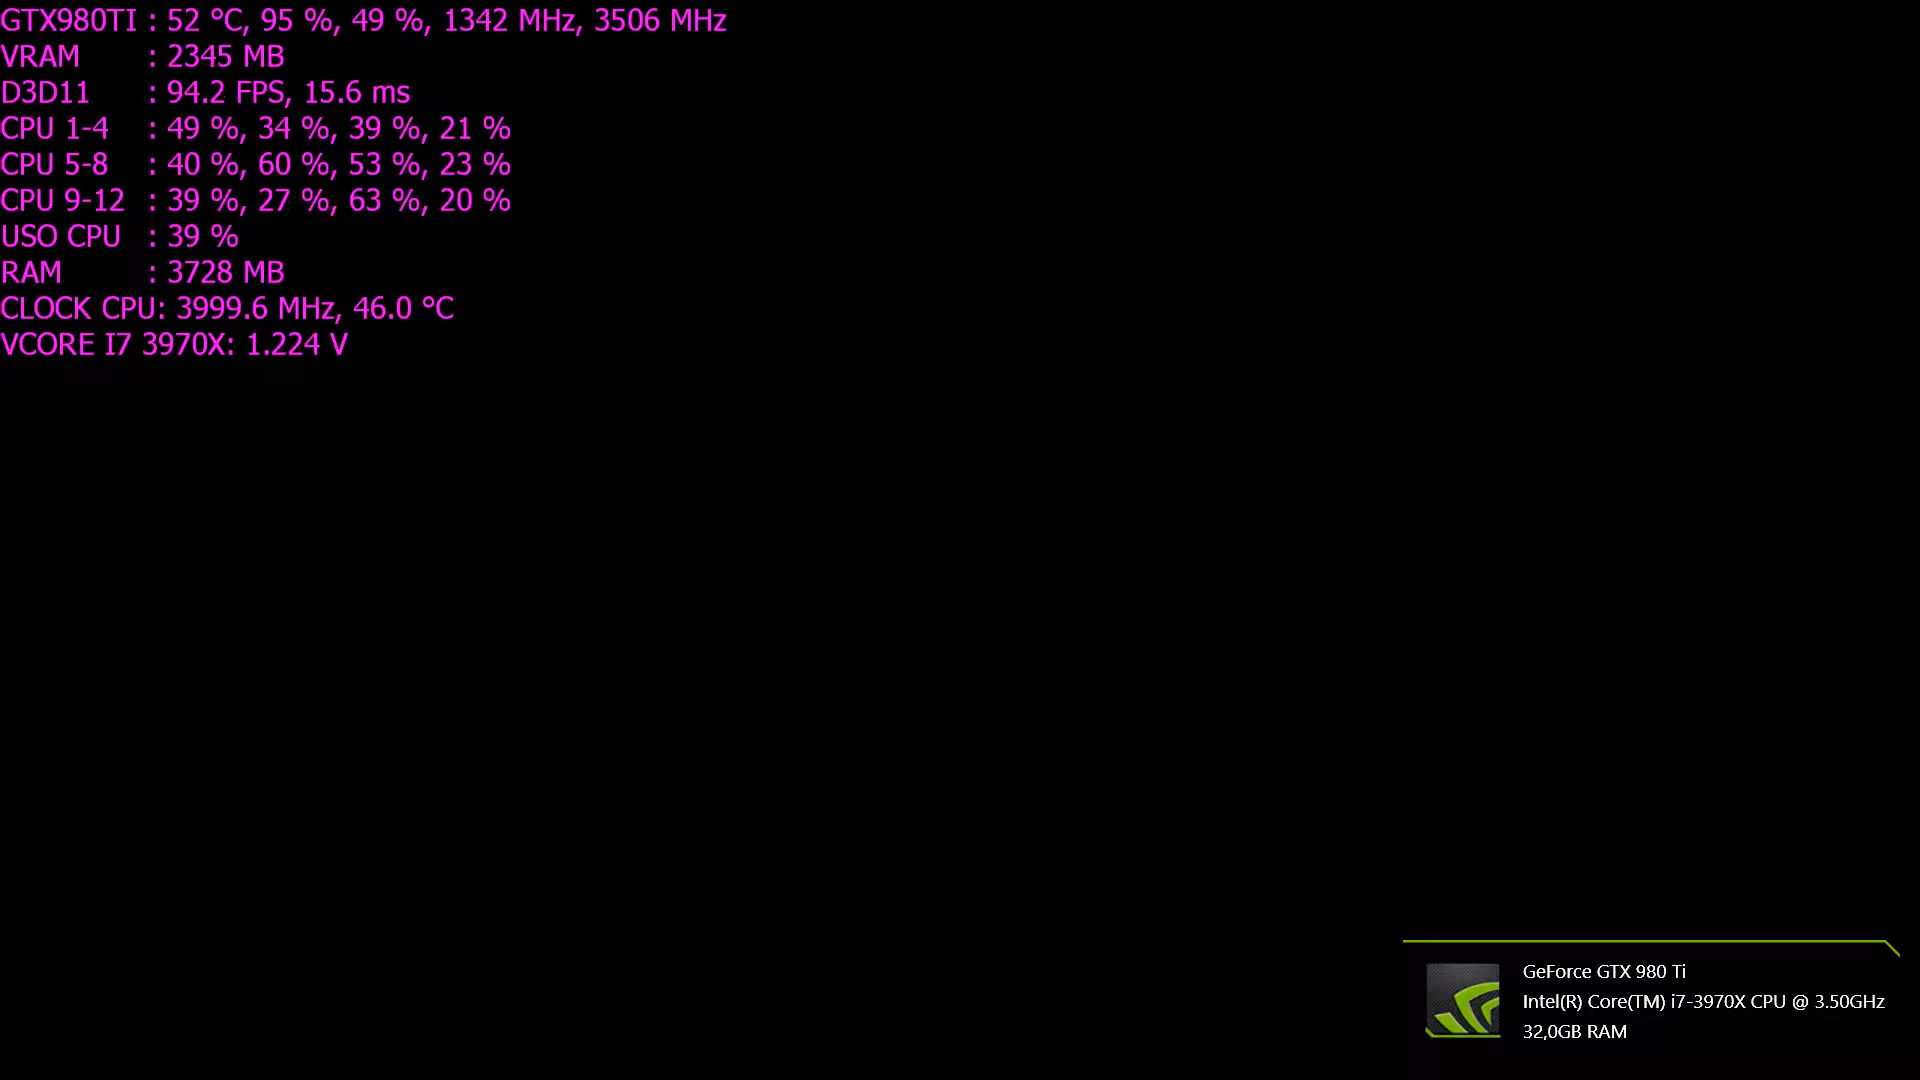 GTX980TI : 52 °C, 95 %, 49 %, 1342 MHz, 3506 MHz
VRAM : 2345 MB
D3D11 : 94.2 FPS, 15.6 ms
CPU 1-4 : 49 %, 34 %, 39 %, 21 %
CPU 5-8 : 40 %, 60 %, 53 %, 23 %
CPU 9-12 : 39 %, 27 %, 63 %, 20 %
USO CPU : 39 %
RAM : 3728 MB
CLOCK CPU: 3999.6 MHz, 46.0 °C
VCORE I7 3970X: 1.224 V
GeForce GTX 980 Ti
Intel(R) Core(TM) i7-3970X CPU @ 3.50GHz
32,0GB RAM